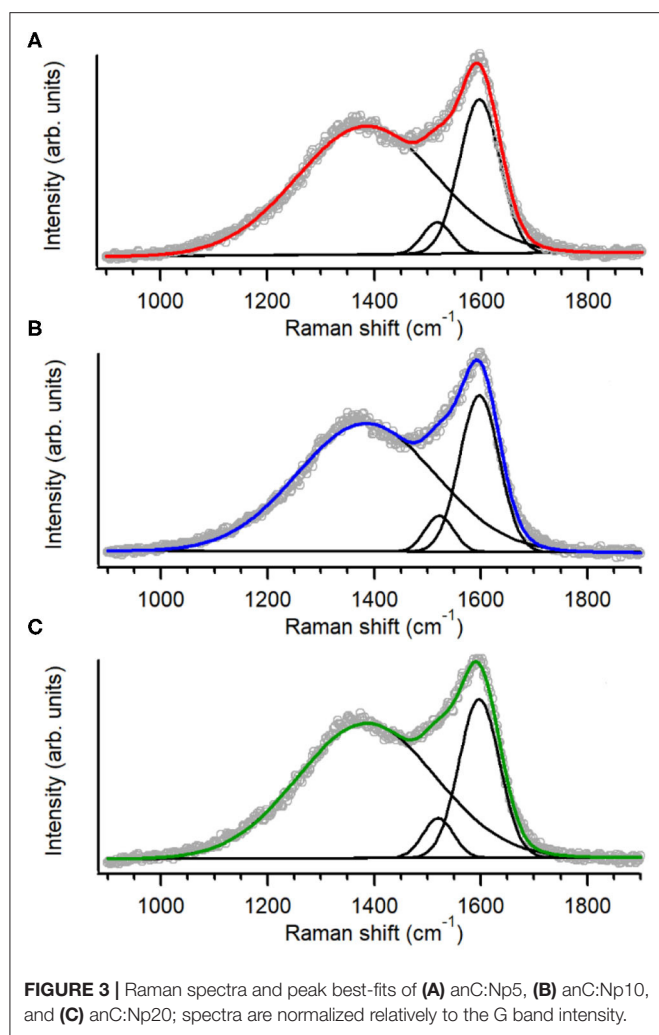 A
Intensity (arb. units)
1000 1200 1400 1600 1800
Raman shift (cm⁻¹)
B
Intensity (arb. units)
1000 1200 1400 1600 1800
Raman shift (cm⁻¹)
C
Intensity (arb. units)
1000 1200 1400 1600 1800
Raman shift (cm⁻¹)
FIGURE 3 | Raman spectra and peak best-fits of (A) anC:Np5, (B) anC:Np10,
and (C) anC:Np20; spectra are normalized relatively to the G band intensity.